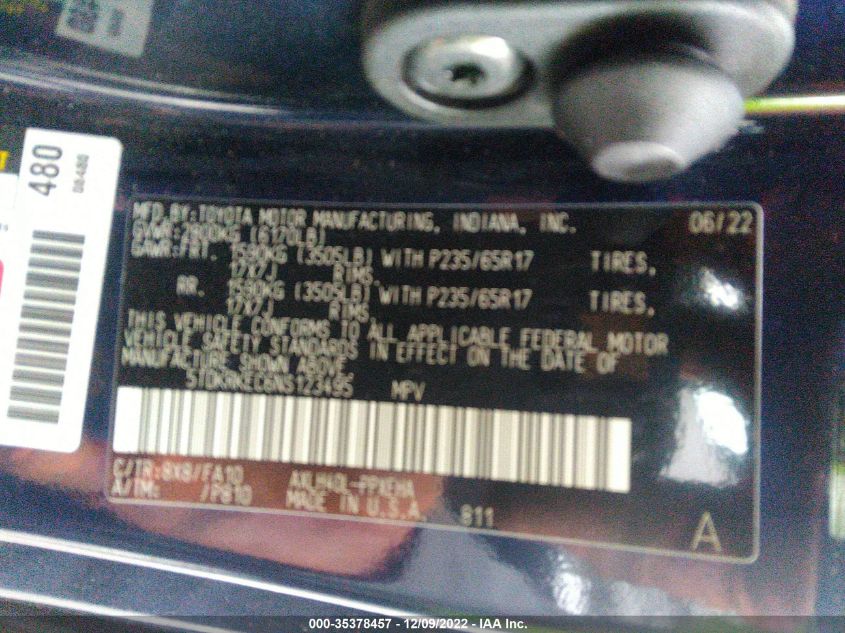 480
08480
MFD.BY:TOYOTA MOTOR MANUFACTURING, INDIANA, INC. 06/22
GVWR:2800KG (6170LB)
GAWR:FRT. 1590KG (3505LB) WITH P235/65R17 TIRES,
17X7J RIMS.
RR. 1590KG (3505LB) WITH P235/65R17 TIRES,
17X7J RIMS.
THIS VEHICLE CONFORMS TO ALL APPLICABLE FEDERAL MOTOR
VEHICLE SAFETY STANDARDS IN EFFECT ON THE DATE OF
MANUFACTURE SHOWN ABOVE.
5TDKRKEC6NS123495 MPV
C/TR:8X8/FA10
A/TM: /P810
MADE IN U.S.A. 811
A
000-35378457 - 12/09/2022 - IAA Inc.